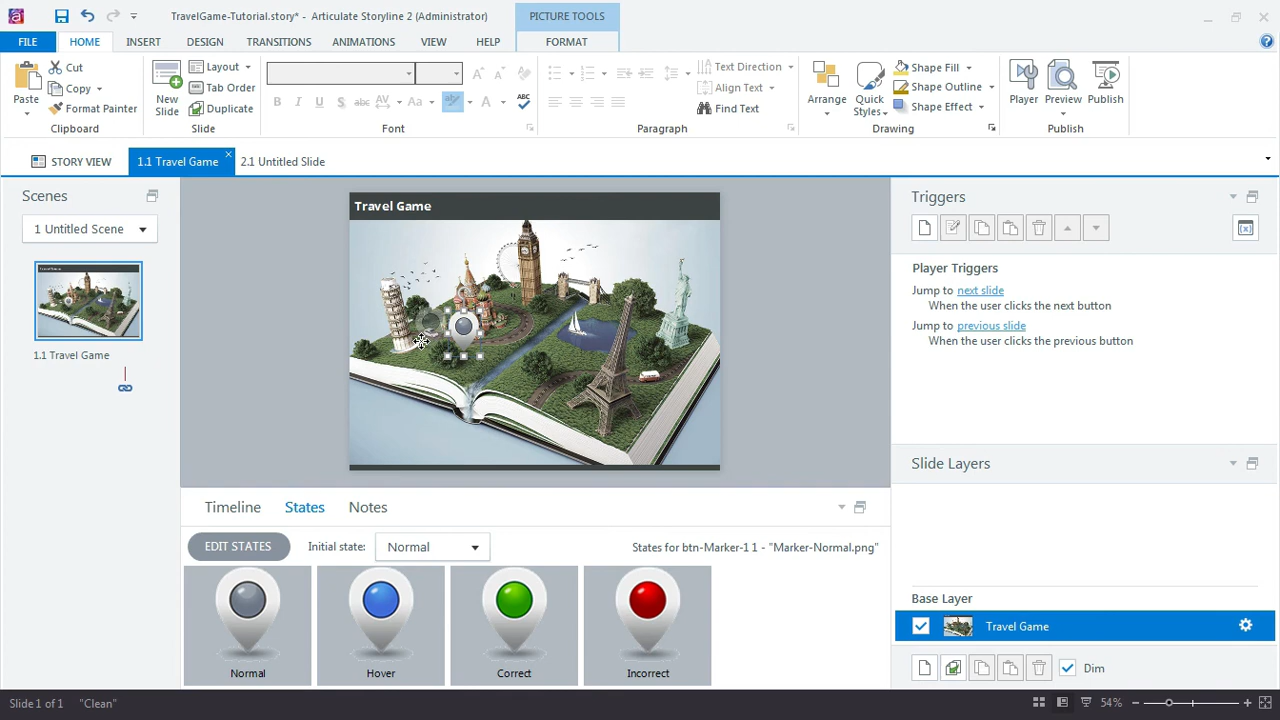 TravelGame-Tutorial.story* - Articulate Storyline 2 (Administrator)
PICTURE TOOLS
FILE HOME INSERT DESIGN TRANSITIONS ANIMATIONS VIEW HELP FORMAT
Paste
Cut
Copy
Format Painter
Clipboard
New Slide
Layout
Tab Order
Duplicate
Slide
B I U S abc AV Aa A ABC
Font
Text Direction
Align Text
Find Text
Paragraph
Arrange
Quick Styles
Shape Fill
Shape Outline
Shape Effect
Drawing
Player
Preview
Publish
Publish
STORY VIEW
1.1 Travel Game
2.1 Untitled Slide
Scenes
1 Untitled Scene
1.1 Travel Game
Travel Game
Triggers
Player Triggers
Jump to next slide
When the user clicks the next button
Jump to previous slide
When the user clicks the previous button
Slide Layers
Base Layer
Travel Game
Dim
Timeline States Notes
EDIT STATES
Initial state: Normal
States for btn-Marker-1 1 - "Marker-Normal.png"
Normal
Hover
Correct
Incorrect
Slide 1 of 1 "Clean"
54%